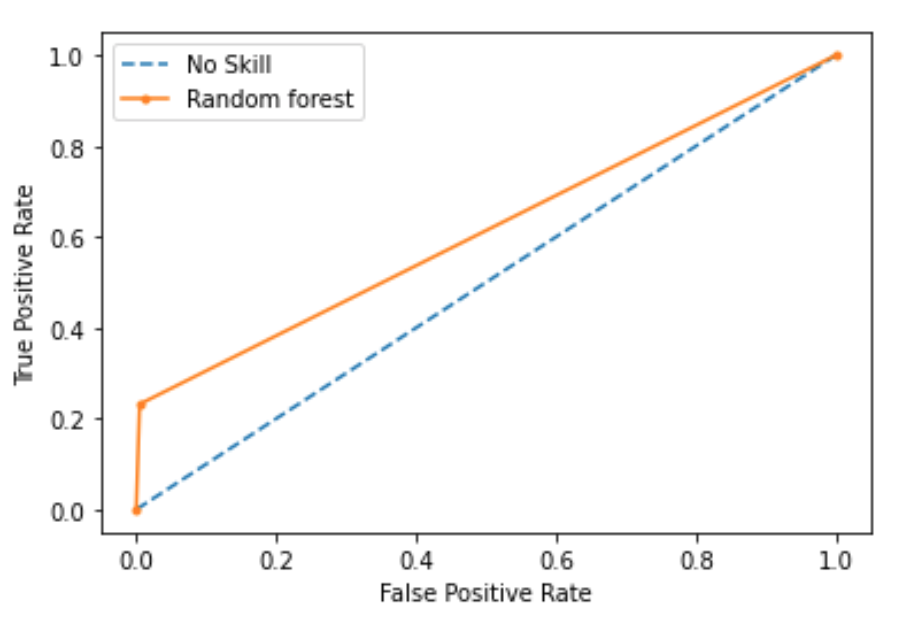 No Skill
Random forest
1.0
0.8
0.6
0.4
0.2
0.0
True Positive Rate
0.0 0.2 0.4 0.6 0.8 1.0
False Positive Rate